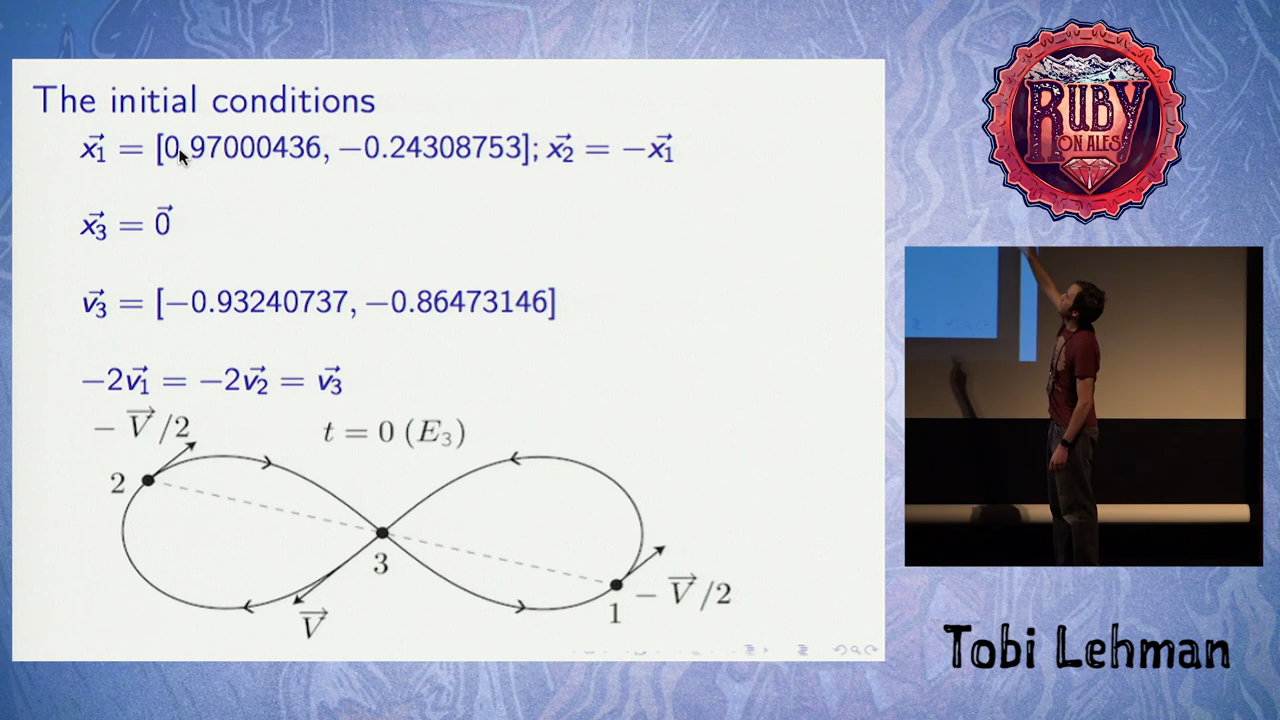 The initial conditions
x⃗₁ = [0.97000436, −0.24308753]; x⃗₂ = −x⃗₁
x⃗₃ = 0⃗
v⃗₃ = [−0.93240737, −0.86473146]
−2v⃗₁ = −2v⃗₂ = v⃗₃
− V⃗ /2
t = 0 (E₃)
2
3
1
− V⃗ /2
V⃗
RUBY
ON ALES
Tobi Lehman